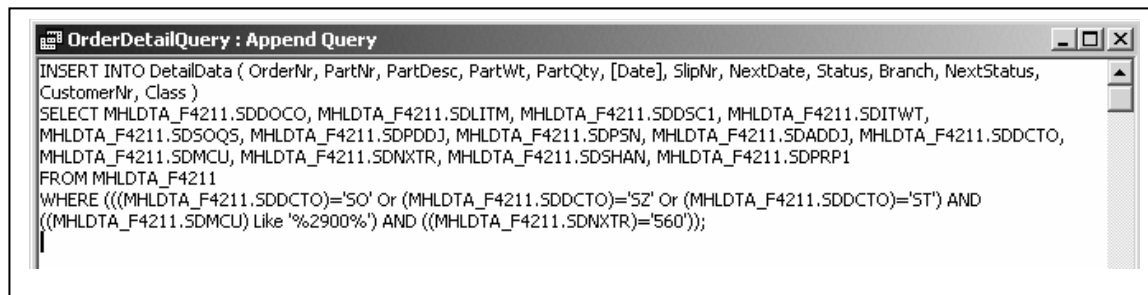 OrderDetailQuery : Append Query
INSERT INTO DetailData ( OrderNr, PartNr, PartDesc, PartWt, PartQty, [Date], SlipNr, NextDate, Status, Branch, NextStatus,
CustomerNr, Class )
SELECT MHLDTA_F4211.SDDOCO, MHLDTA_F4211.SDLITM, MHLDTA_F4211.SDDSC1, MHLDTA_F4211.SDITWT,
MHLDTA_F4211.SDSOQS, MHLDTA_F4211.SDPDDJ, MHLDTA_F4211.SDPSN, MHLDTA_F4211.SDADDJ, MHLDTA_F4211.SDDCTO,
MHLDTA_F4211.SDMCU, MHLDTA_F4211.SDNXTR, MHLDTA_F4211.SDSHAN, MHLDTA_F4211.SDPRP1
FROM MHLDTA_F4211
WHERE (((MHLDTA_F4211.SDDCTO)='SO' Or (MHLDTA_F4211.SDDCTO)='SZ' Or (MHLDTA_F4211.SDDCTO)='ST') AND
((MHLDTA_F4211.SDMCU) Like '%2900%') AND ((MHLDTA_F4211.SDNXTR)='560'));